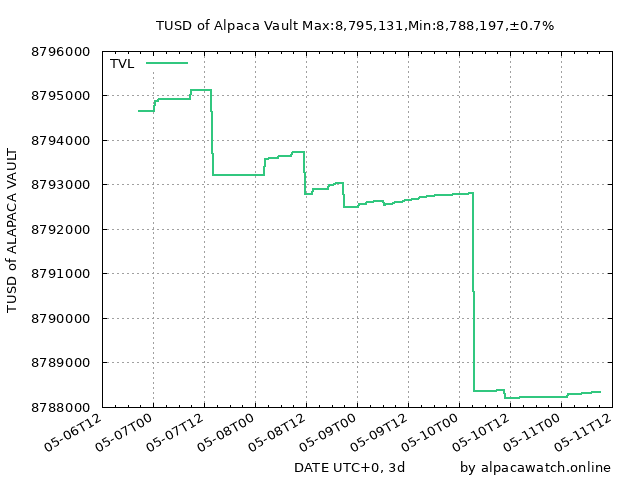 TUSD of Alpaca Vault Max:8,795,131,Min:8,788,197,±0.7%
TVL
8796000
8795000
8794000
8793000
8792000
8791000
8790000
8789000
8788000
TUSD of ALAPACA VAULT
05-06T12
05-07T00
05-07T12
05-08T00
05-08T12
05-09T00
05-09T12
05-10T00
05-10T12
05-11T00
05-11T12
DATE UTC+0, 3d
by alpacawatch.online